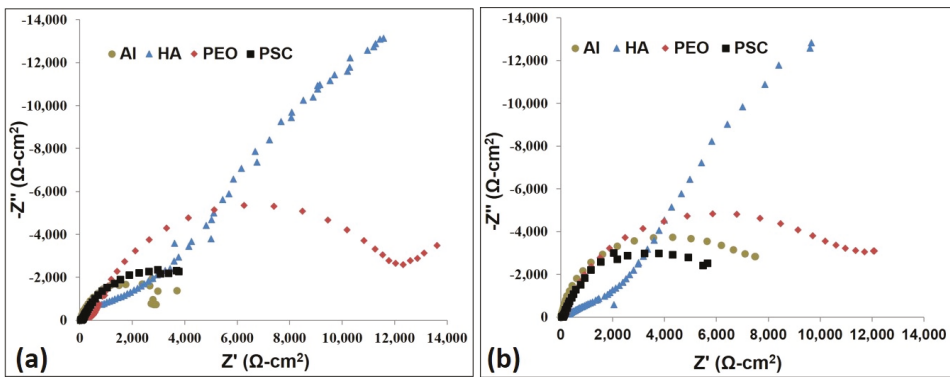 -14,000
-12,000
-10,000
-8,000
-6,000
-4,000
-2,000
0
-Z'' (Ω-cm²)
AI HA PEO PSC
0 2,000 4,000 6,000 8,000 10,000 12,000 14,000
Z' (Ω-cm²)
(a)
-14,000
-12,000
-10,000
-8,000
-6,000
-4,000
-2,000
0
-Z'' (Ω-cm²)
AI HA PEO PSC
0 2,000 4,000 6,000 8,000 10,000 12,000 14,000
Z' (Ω-cm²)
(b)